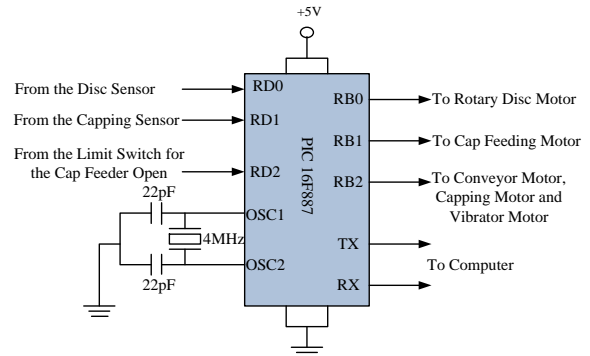 +5V
From the Disc Sensor
From the Capping Sensor
From the Limit Switch for
the Cap Feeder Open
22pF
4MHz
22pF
RD0
RD1
RD2
OSC1
OSC2
PIC 16F887
RB0
RB1
RB2
TX
RX
To Rotary Disc Motor
To Cap Feeding Motor
To Conveyor Motor,
Capping Motor and
Vibrator Motor
To Computer